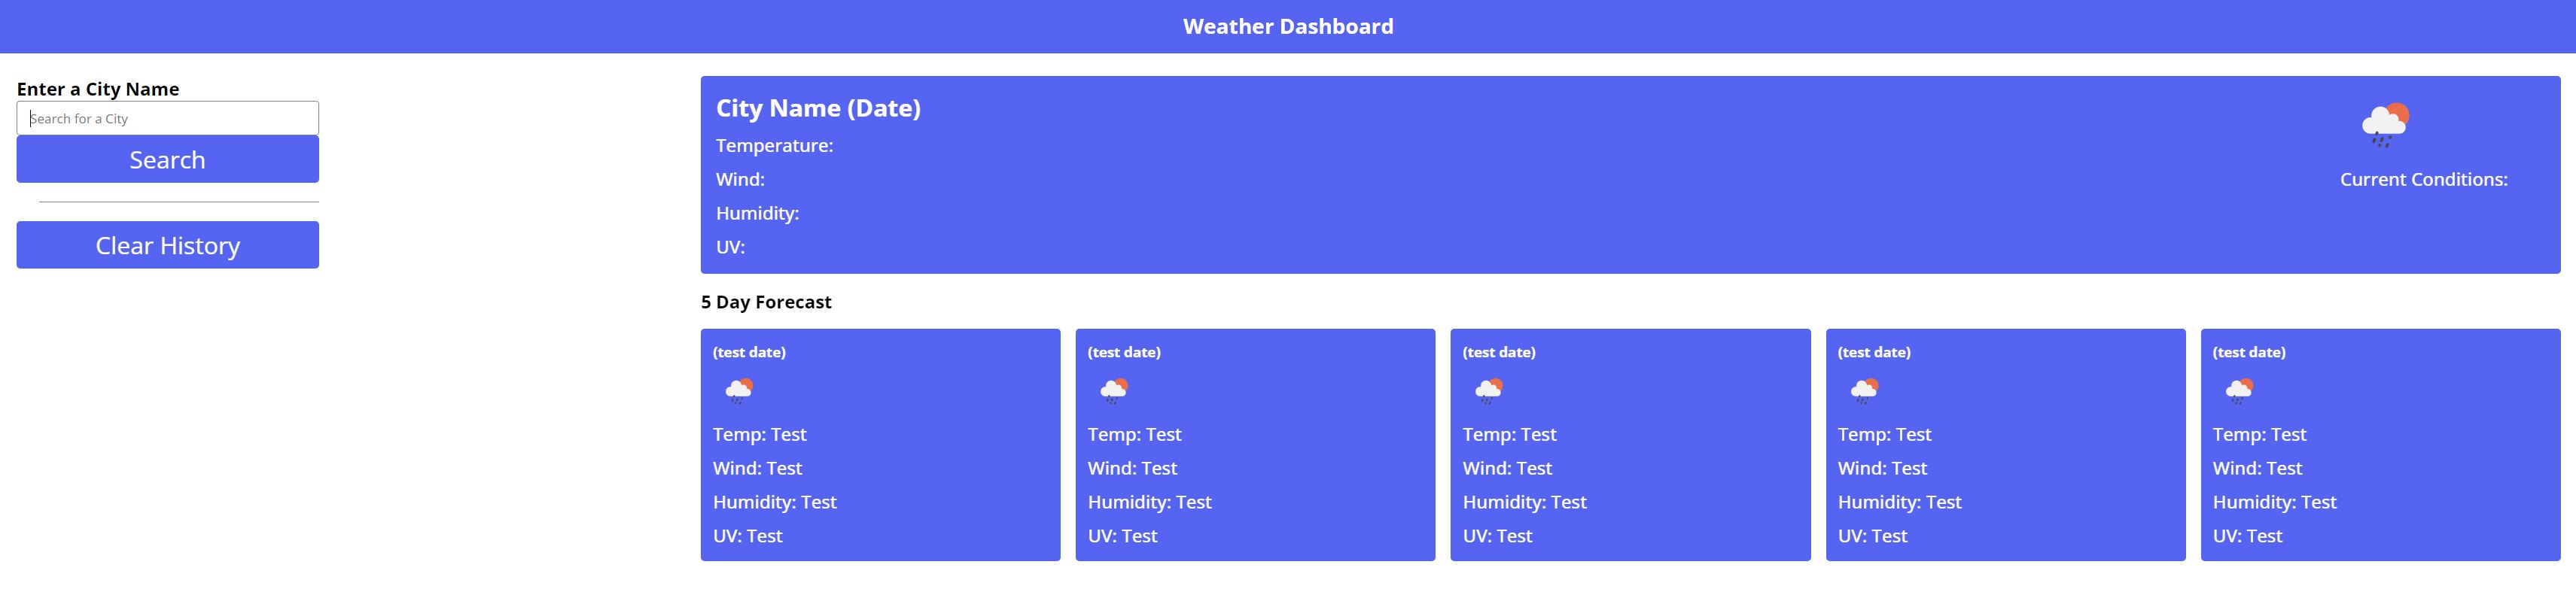 Weather Dashboard
Enter a City Name
Search for a City
Search
Clear History
City Name (Date)
Temperature:
Wind:
Humidity:
UV:
Current Conditions:
5 Day Forecast
(test date)
Temp: Test
Wind: Test
Humidity: Test
UV: Test
(test date)
Temp: Test
Wind: Test
Humidity: Test
UV: Test
(test date)
Temp: Test
Wind: Test
Humidity: Test
UV: Test
(test date)
Temp: Test
Wind: Test
Humidity: Test
UV: Test
(test date)
Temp: Test
Wind: Test
Humidity: Test
UV: Test